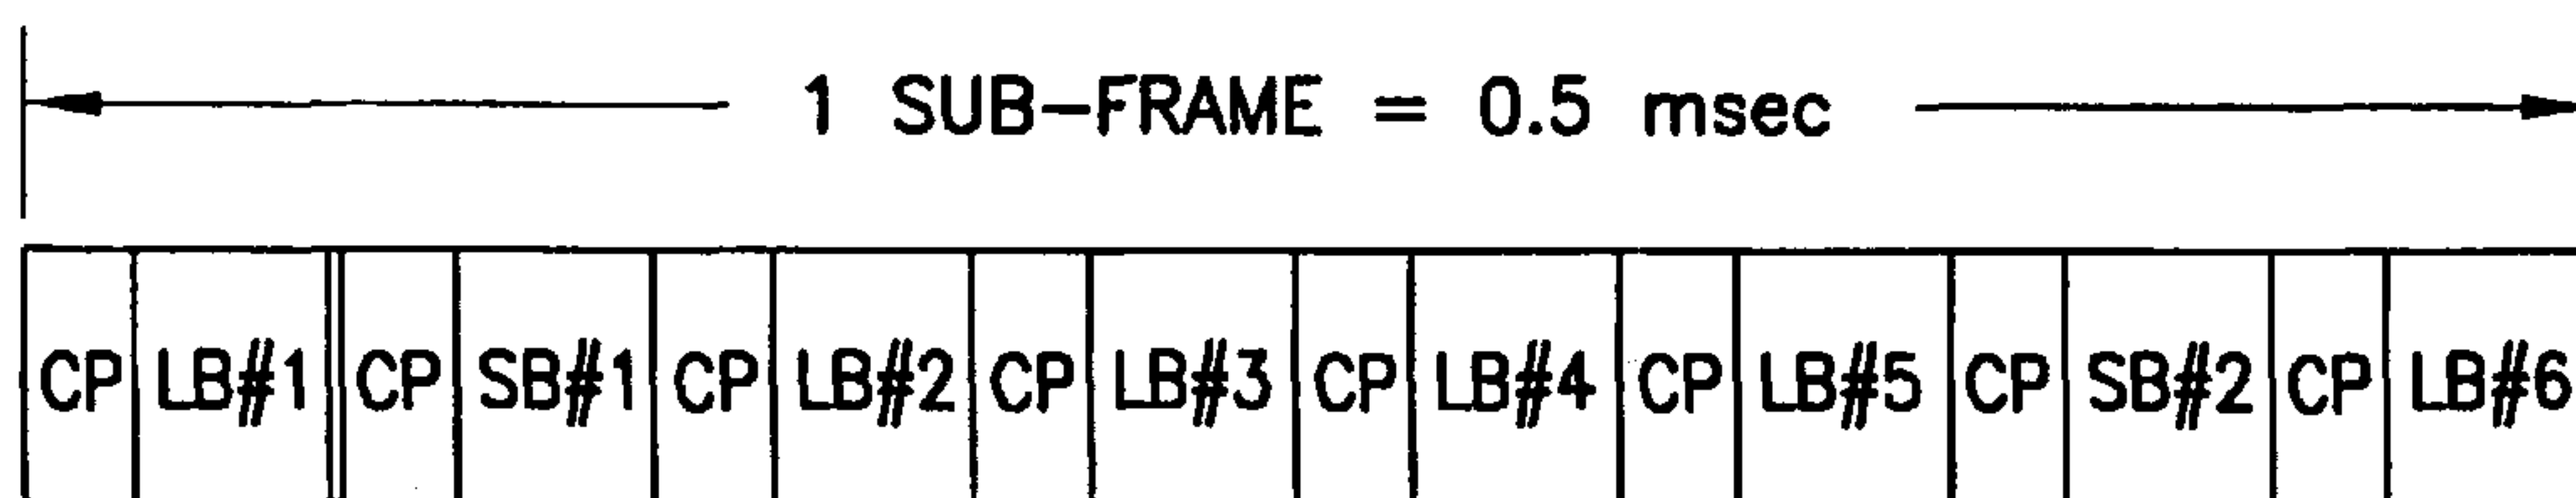 1 SUB-FRAME = 0.5 msec
CP LB#1 CP SB#1 CP LB#2 CP LB#3 CP LB#4 CP LB#5 CP SB#2 CP LB#6